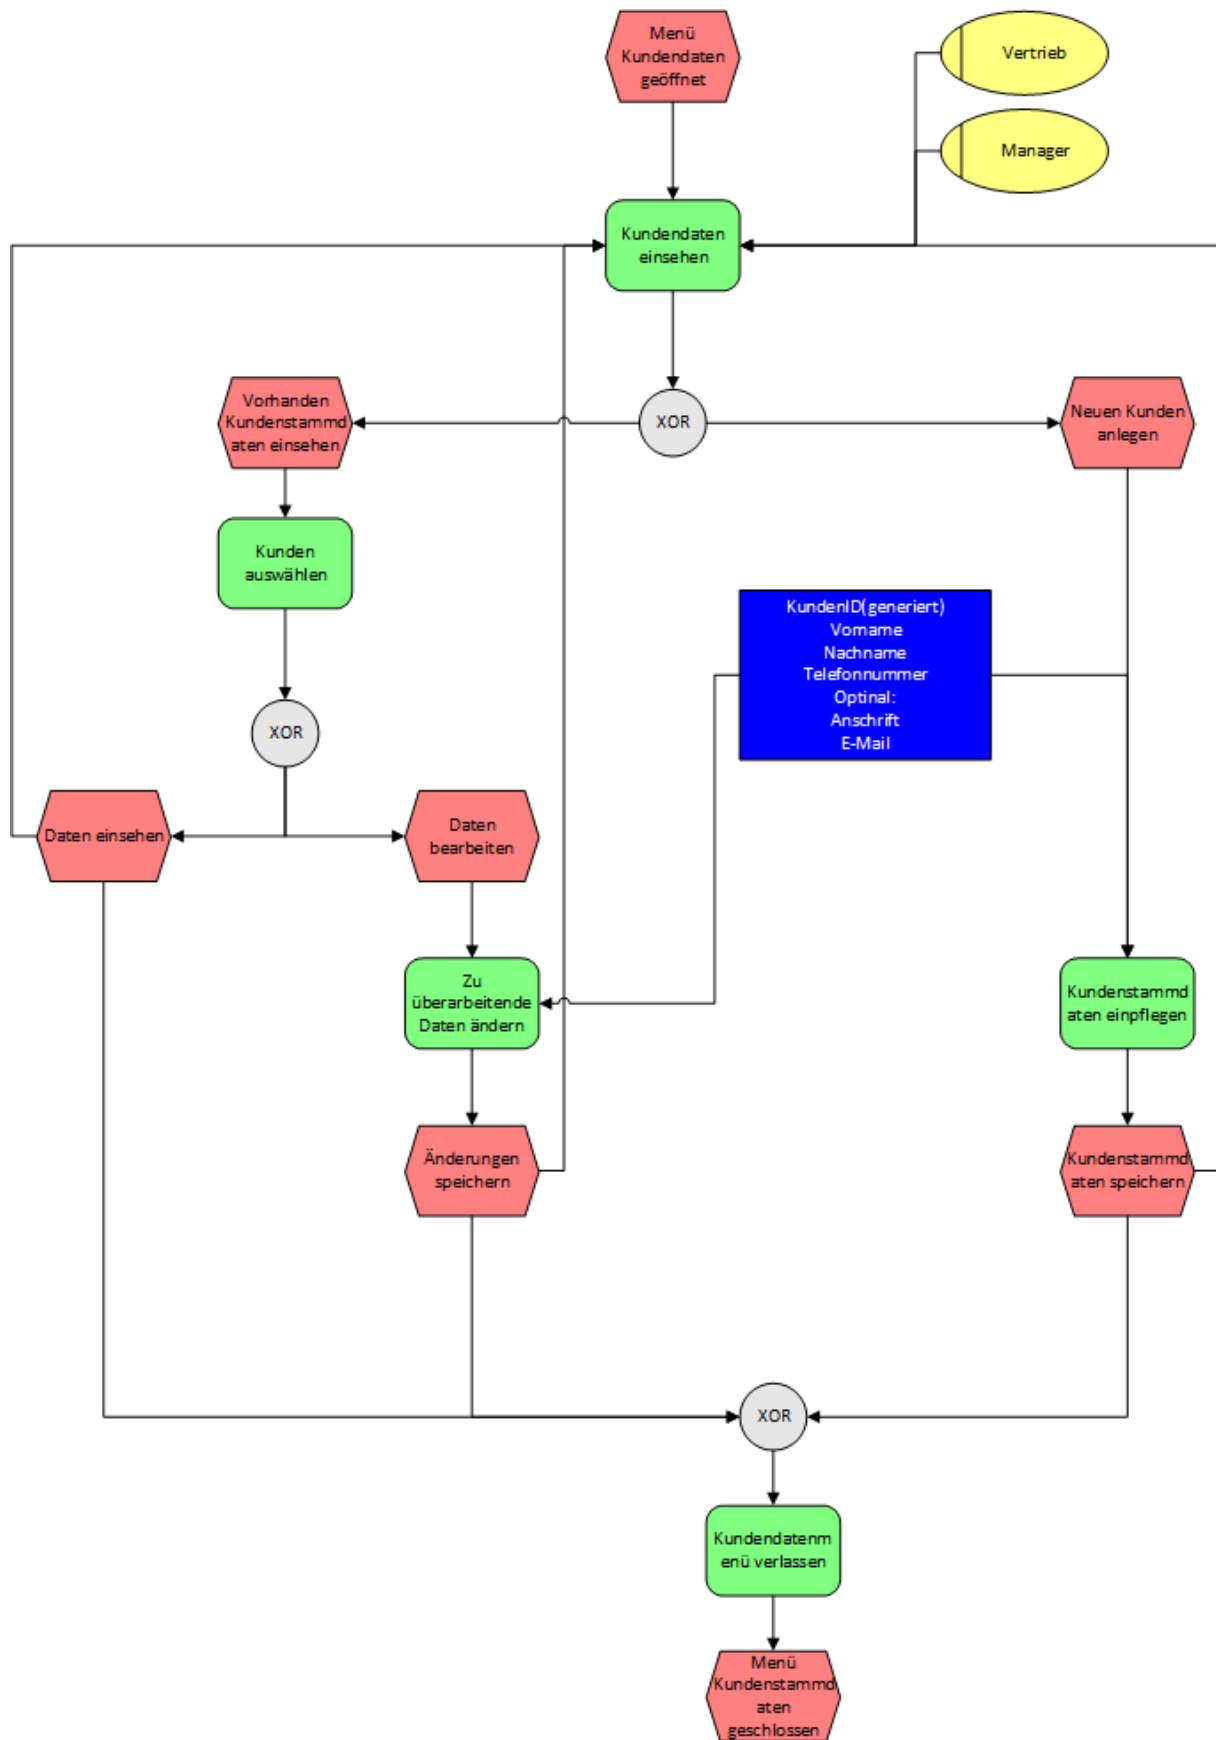 Menü
Kundendaten
geöffnet
Vertrieb
Manager
Kundendaten
einsehen
XOR
Vorhanden
Kundenstammd
aten einsehen
Neuen Kunden
anlegen
Kunden
auswählen
KundenID(generiert)
Vorname
Nachname
Telefonnummer
Optinal:
Anschrift
E-Mail
XOR
Daten einsehen
Daten
bearbeiten
Zu
überarbeitende
Daten ändern
Kundenstammd
aten einpflegen
Änderungen
speichern
Kundenstammd
aten speichern
XOR
Kundendatenm
enü verlassen
Menü
Kundenstammd
aten
geschlossen